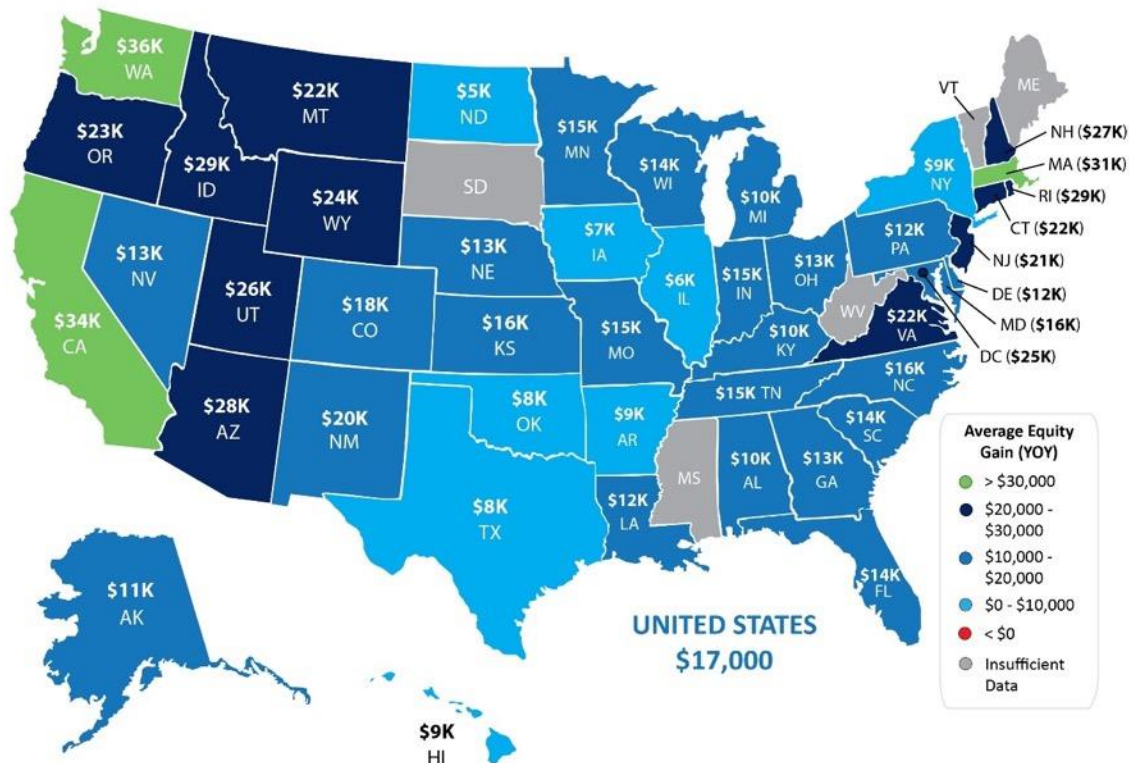 $36K
WA
$23K
OR
$29K
ID
$22K
MT
$24K
WY
$34K
CA
$13K
NV
$26K
UT
$28K
AZ
$18K
CO
$20K
NM
$5K
ND
SD
$13K
NE
$16K
KS
$8K
OK
$8K
TX
$15K
MN
$7K
IA
$15K
MO
$9K
AR
$12K
LA
$14K
WI
$6K
IL
$10K
MI
$15K
IN
$13K
OH
$10K
KY
$15K TN
MS
$10K
AL
$13K
GA
$14K
FL
$14K
SC
$16K
NC
$22K
VA
WV
$12K
PA
$9K
NY
VT
ME
NH ($27K)
MA ($31K)
RI ($29K)
CT ($22K)
NJ ($21K)
DE ($12K)
MD ($16K)
DC ($25K)
$11K
AK
$9K
HI
UNITED STATES
$17,000
Average Equity
Gain (YOY)
> $30,000
$20,000 -
$30,000
$10,000 -
$20,000
$0 - $10,000
< $0
Insufficient
Data